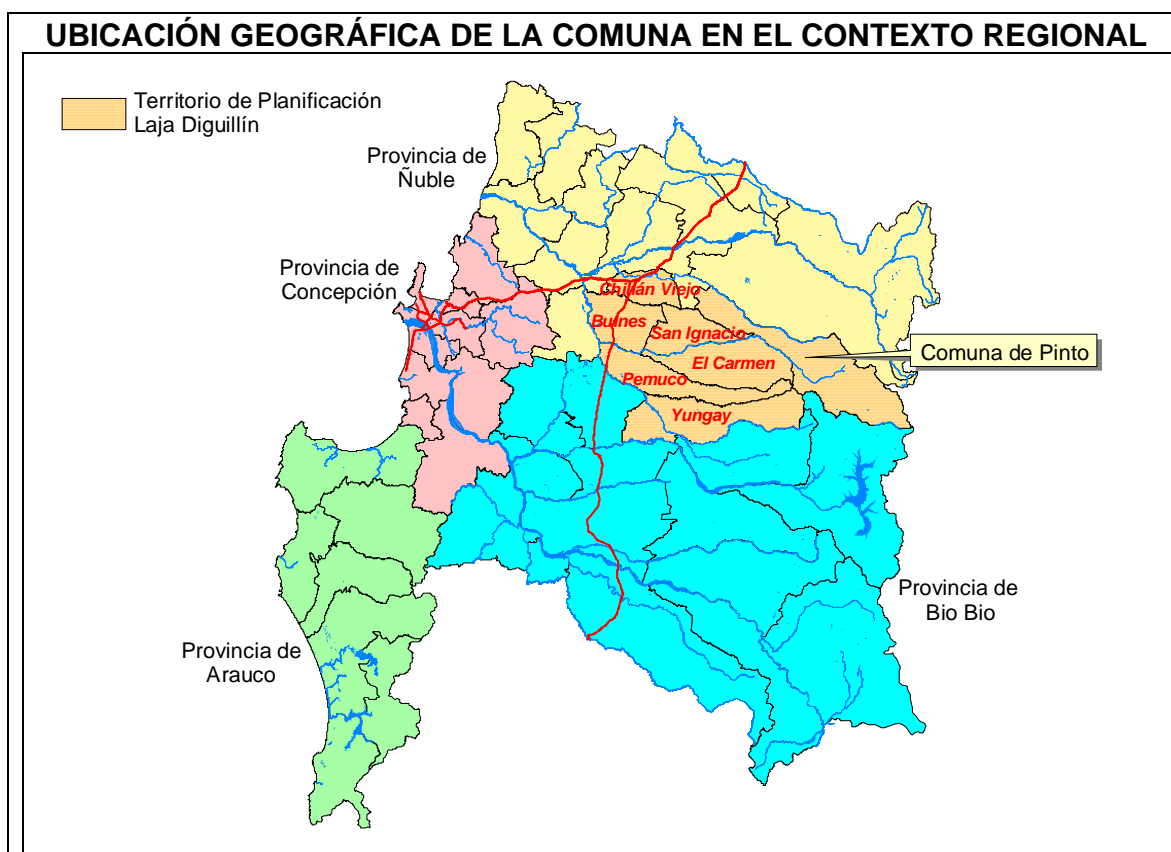 UBICACIÓN GEOGRÁFICA DE LA COMUNA EN EL CONTEXTO REGIONAL
Territorio de Planificación
Laja Diguillín
Provincia de
Ñuble
Provincia de
Concepción
Chillán Viejo
Bulnes
San Ignacio
El Carmen
Comuna de Pinto
Pemuco
Yungay
Provincia de
Bio Bio
Provincia de
Arauco